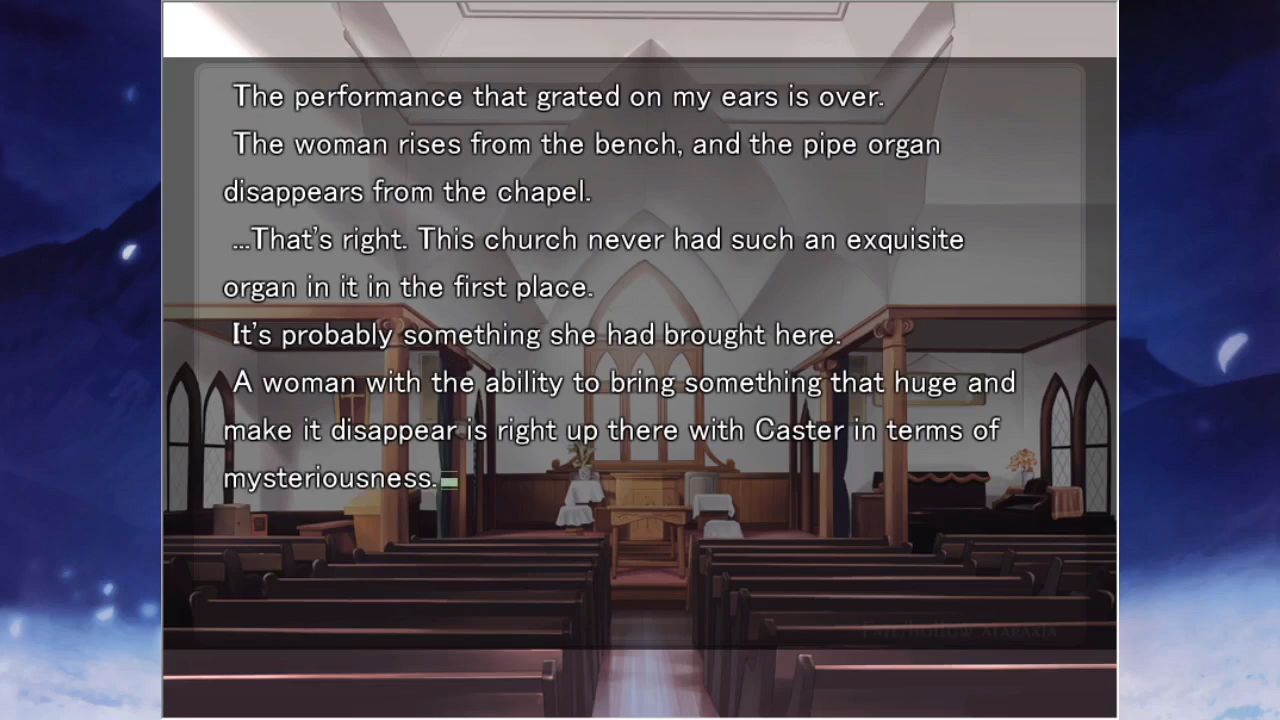 The performance that grated on my ears is over.
The woman rises from the bench, and the pipe organ
disappears from the chapel.
...That's right. This church never had such an exquisite
organ in it in the first place.
It's probably something she had brought here.
A woman with the ability to bring something that huge and
make it disappear is right up there with Caster in terms of
mysteriousness.
Fate/hollow ataraxia